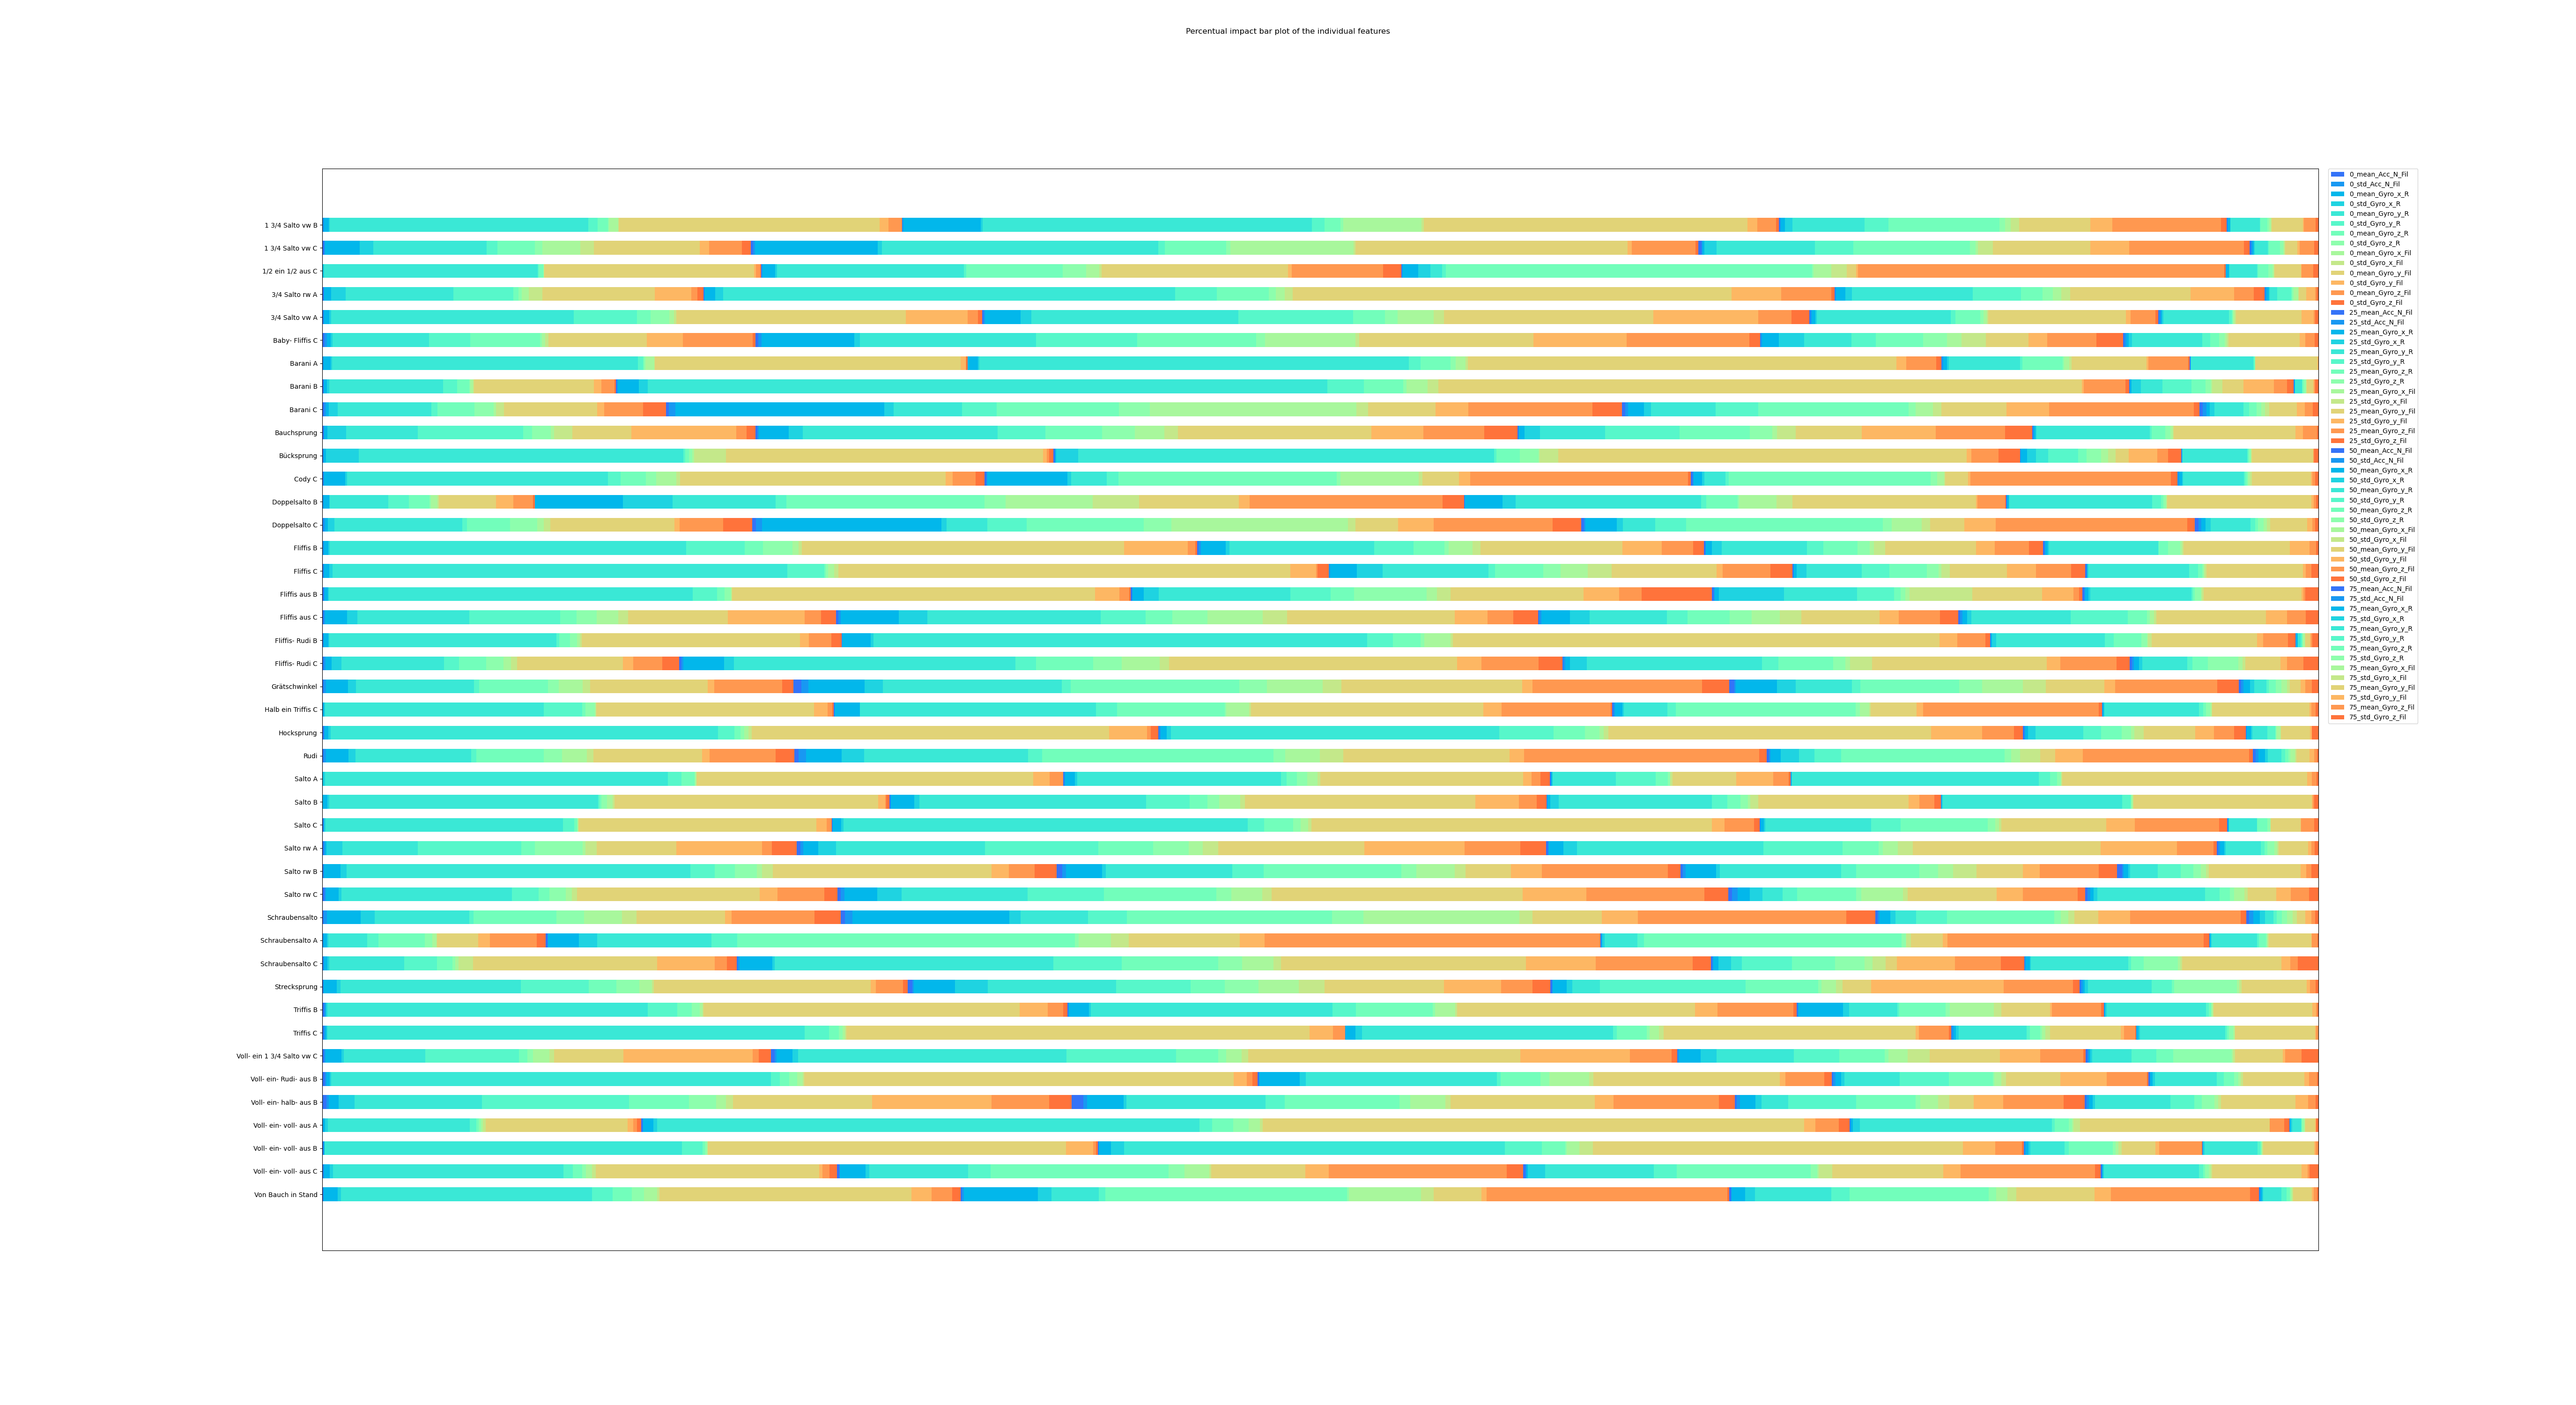 Percentual impact bar plot of the individual features
1 3/4 Salto vw B
1 3/4 Salto vw C
1/2 ein 1/2 aus C
3/4 Salto rw A
3/4 Salto vw A
Baby- Fliffis C
Barani A
Barani B
Barani C
Bauchsprung
Bücksprung
Cody C
Doppelsalto B
Doppelsalto C
Fliffis B
Fliffis C
Fliffis aus B
Fliffis aus C
Fliffis- Rudi B
Fliffis- Rudi C
Grätschwinkel
Halb ein Triffis C
Hocksprung
Rudi
Salto A
Salto B
Salto C
Salto rw A
Salto rw B
Salto rw C
Schraubensalto
Schraubensalto A
Schraubensalto C
Strecksprung
Triffis B
Triffis C
Voll- ein 1 3/4 Salto vw C
Voll- ein- Rudi- aus B
Voll- ein- halb- aus B
Voll- ein- voll- aus A
Voll- ein- voll- aus B
Voll- ein- voll- aus C
Von Bauch in Stand
0_mean_Acc_N_Fil
0_std_Acc_N_Fil
0_mean_Gyro_x_R
0_std_Gyro_x_R
0_mean_Gyro_y_R
0_std_Gyro_y_R
0_mean_Gyro_z_R
0_std_Gyro_z_R
0_mean_Gyro_x_Fil
0_std_Gyro_x_Fil
0_mean_Gyro_y_Fil
0_std_Gyro_y_Fil
0_mean_Gyro_z_Fil
0_std_Gyro_z_Fil
25_mean_Acc_N_Fil
25_std_Acc_N_Fil
25_mean_Gyro_x_R
25_std_Gyro_x_R
25_mean_Gyro_y_R
25_std_Gyro_y_R
25_mean_Gyro_z_R
25_std_Gyro_z_R
25_mean_Gyro_x_Fil
25_std_Gyro_x_Fil
25_mean_Gyro_y_Fil
25_std_Gyro_y_Fil
25_mean_Gyro_z_Fil
25_std_Gyro_z_Fil
50_mean_Acc_N_Fil
50_std_Acc_N_Fil
50_mean_Gyro_x_R
50_std_Gyro_x_R
50_mean_Gyro_y_R
50_std_Gyro_y_R
50_mean_Gyro_z_R
50_std_Gyro_z_R
50_mean_Gyro_x_Fil
50_std_Gyro_x_Fil
50_mean_Gyro_y_Fil
50_std_Gyro_y_Fil
50_mean_Gyro_z_Fil
50_std_Gyro_z_Fil
75_mean_Acc_N_Fil
75_std_Acc_N_Fil
75_mean_Gyro_x_R
75_std_Gyro_x_R
75_mean_Gyro_y_R
75_std_Gyro_y_R
75_mean_Gyro_z_R
75_std_Gyro_z_R
75_mean_Gyro_x_Fil
75_std_Gyro_x_Fil
75_mean_Gyro_y_Fil
75_std_Gyro_y_Fil
75_mean_Gyro_z_Fil
75_std_Gyro_z_Fil